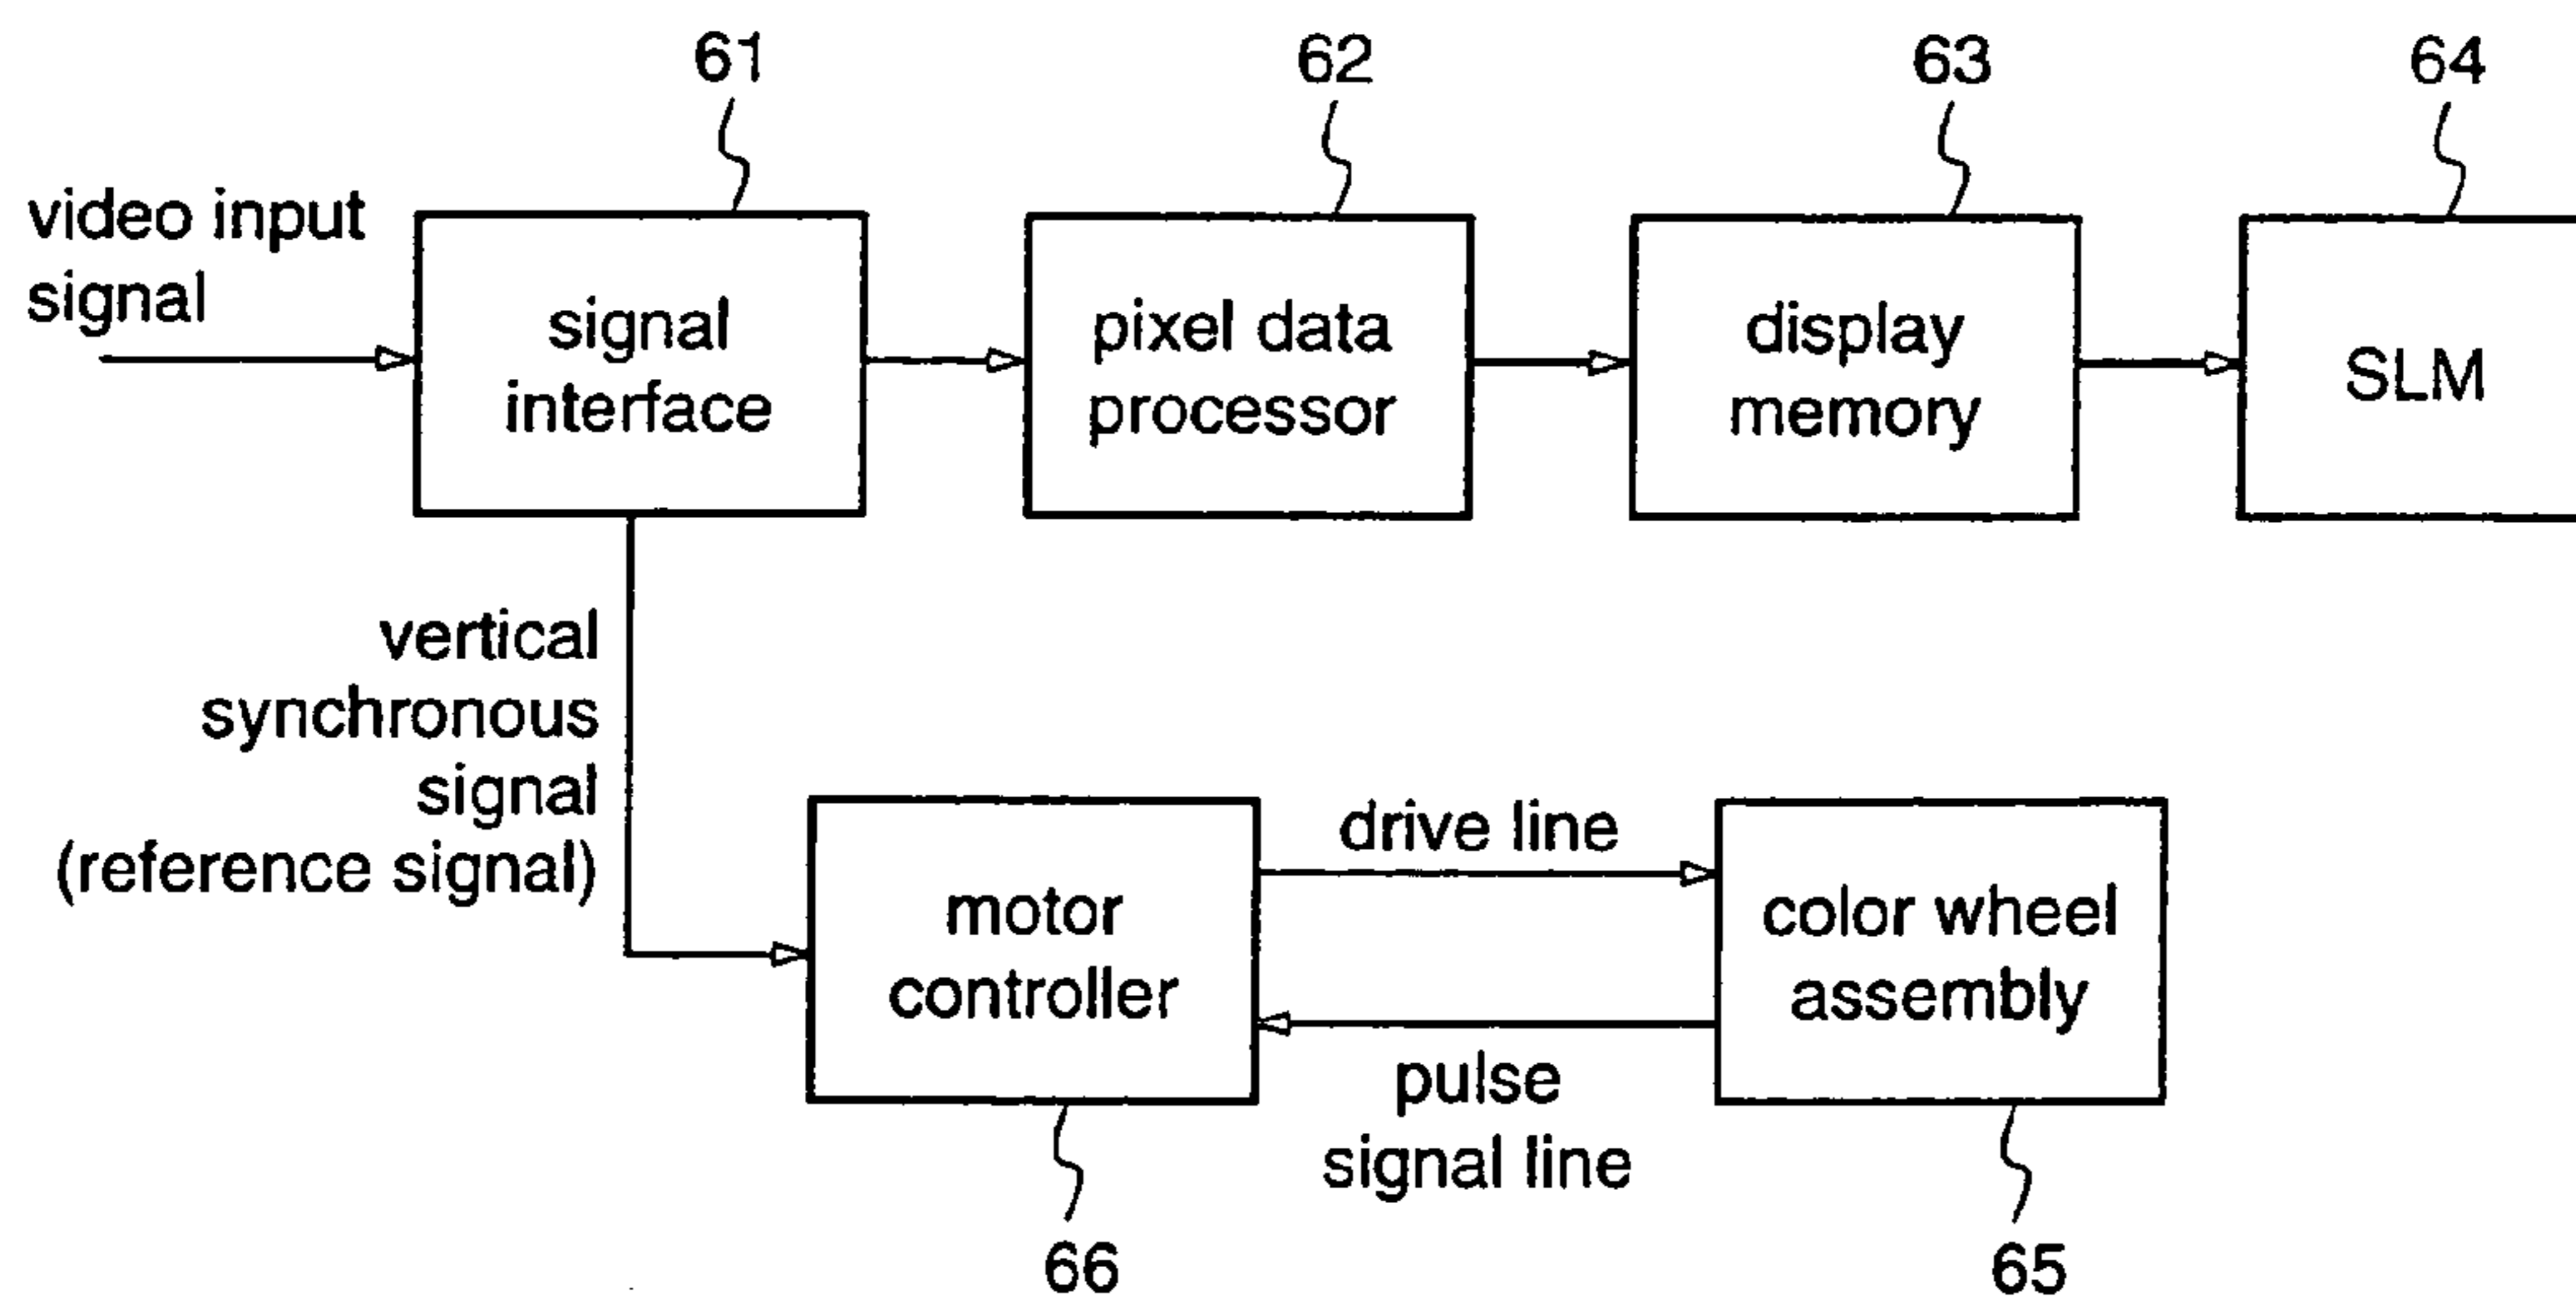 61
62
63
64
video input
signal
signal
interface
pixel data
processor
display
memory
SLM
vertical
synchronous
signal
(reference signal)
motor
controller
drive line
pulse
signal line
color wheel
assembly
66
65